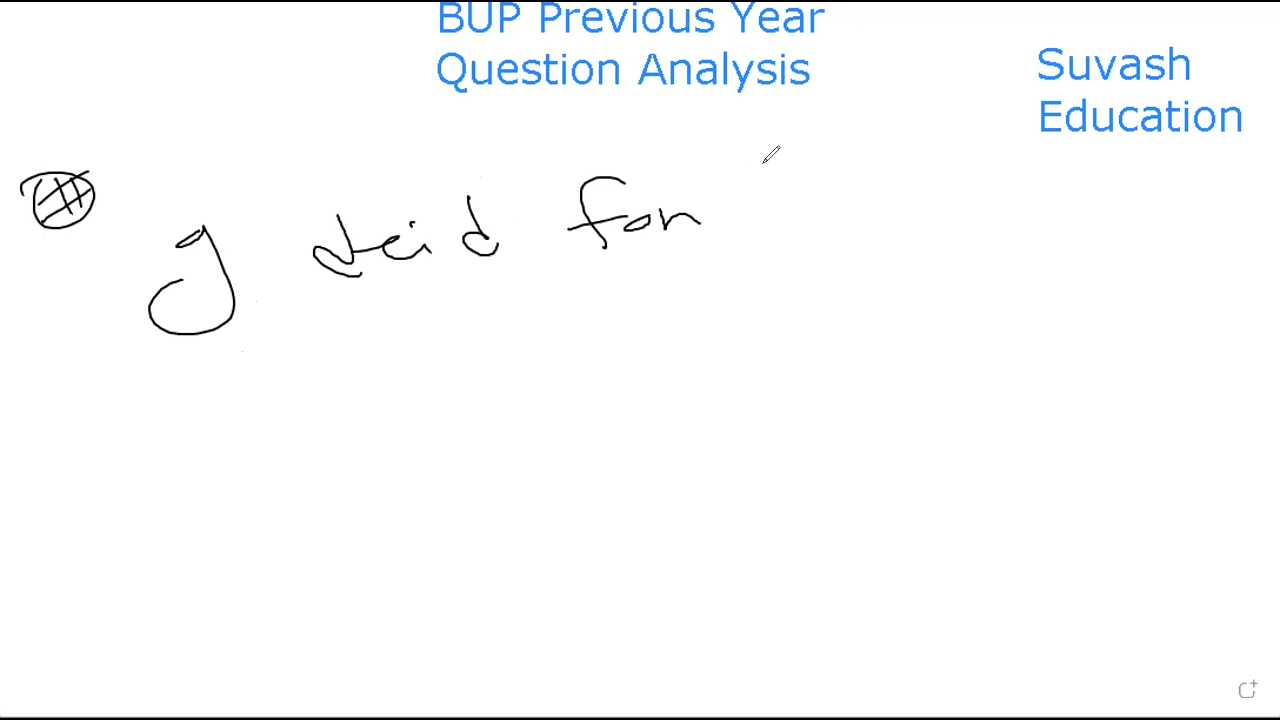 BUP Previous Year
Question Analysis
Suvash
Education
for